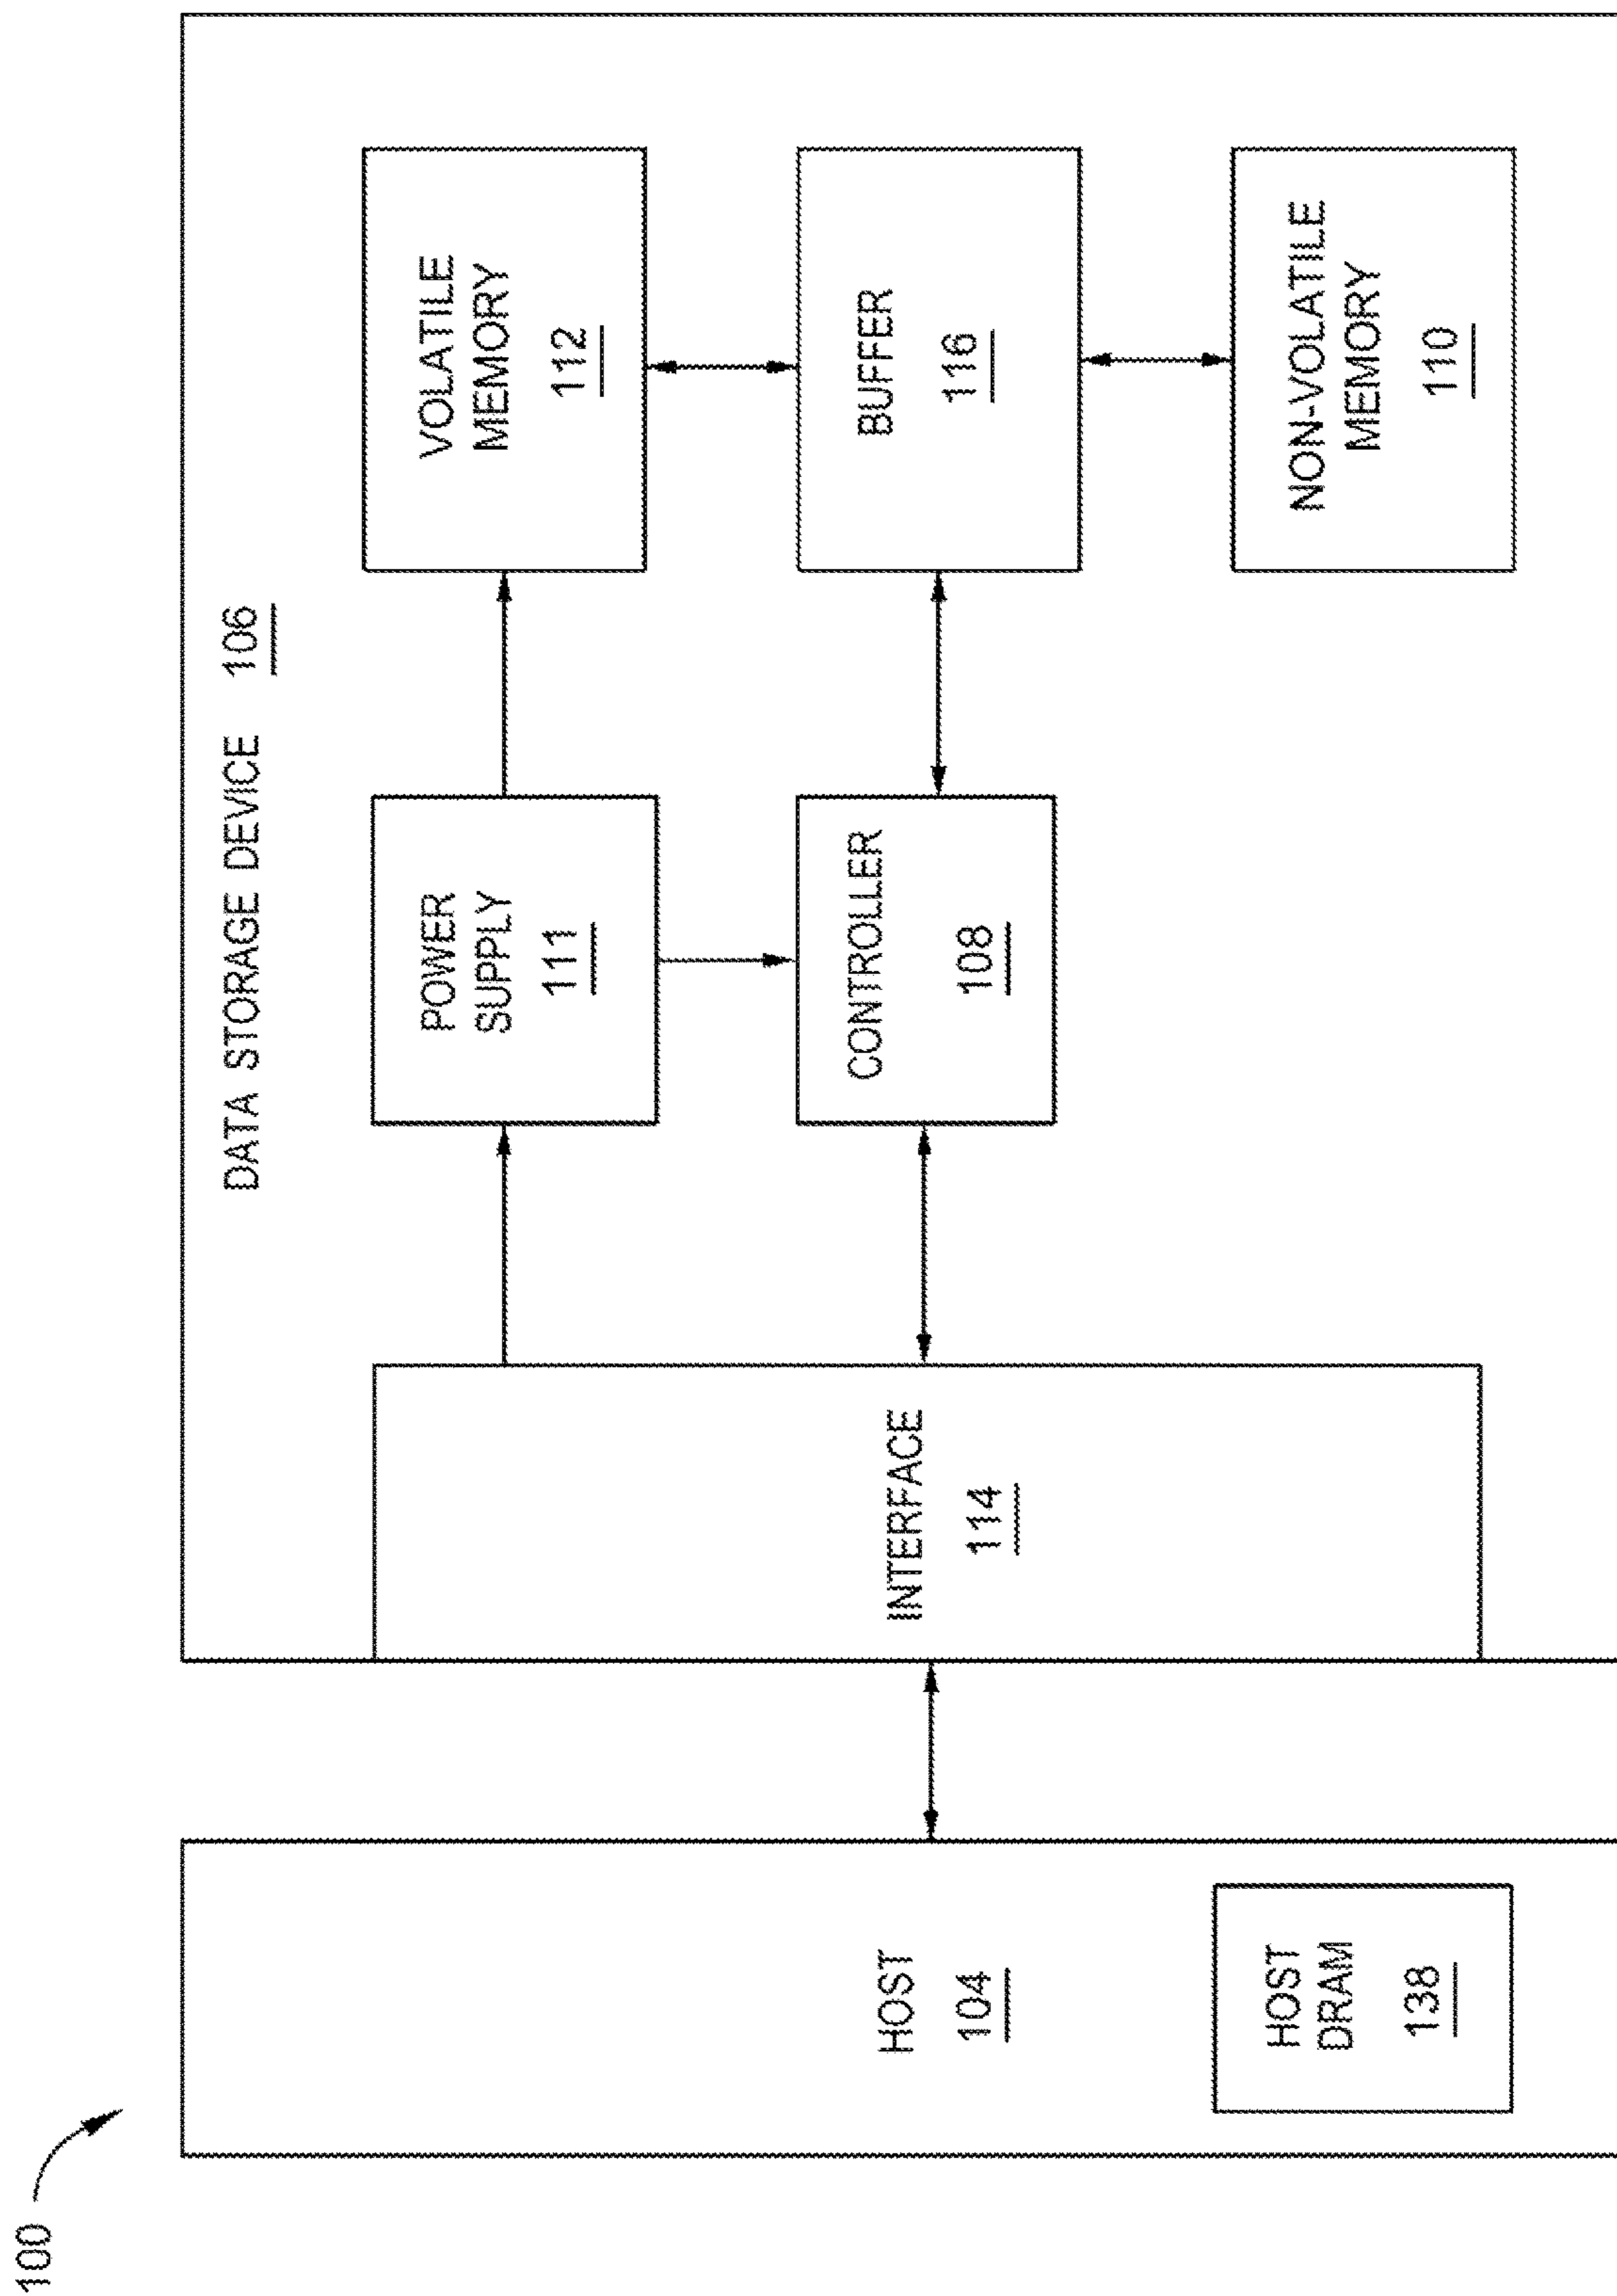 100
DATA STORAGE DEVICE 106
HOST
104
HOST
DRAM
138
INTERFACE
114
POWER
SUPPLY
111
CONTROLLER
108
VOLATILE
MEMORY
112
BUFFER
116
NON-VOLATILE
MEMORY
110